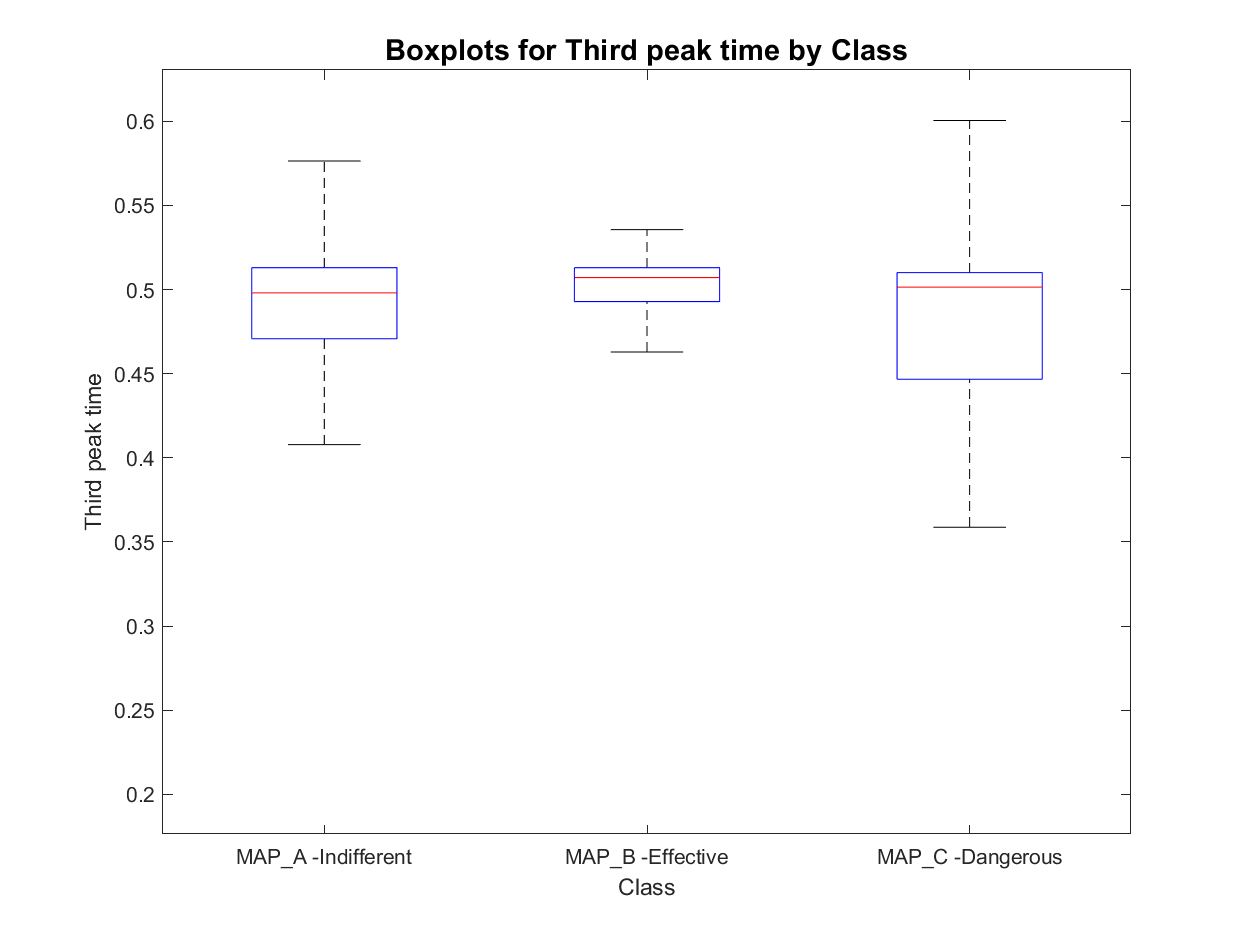 Boxplots for Third peak time by Class
0.6
0.55
0.5
0.45
0.4
0.35
0.3
0.25
0.2
Third peak time
MAP_A -Indifferent
MAP_B -Effective
MAP_C -Dangerous
Class